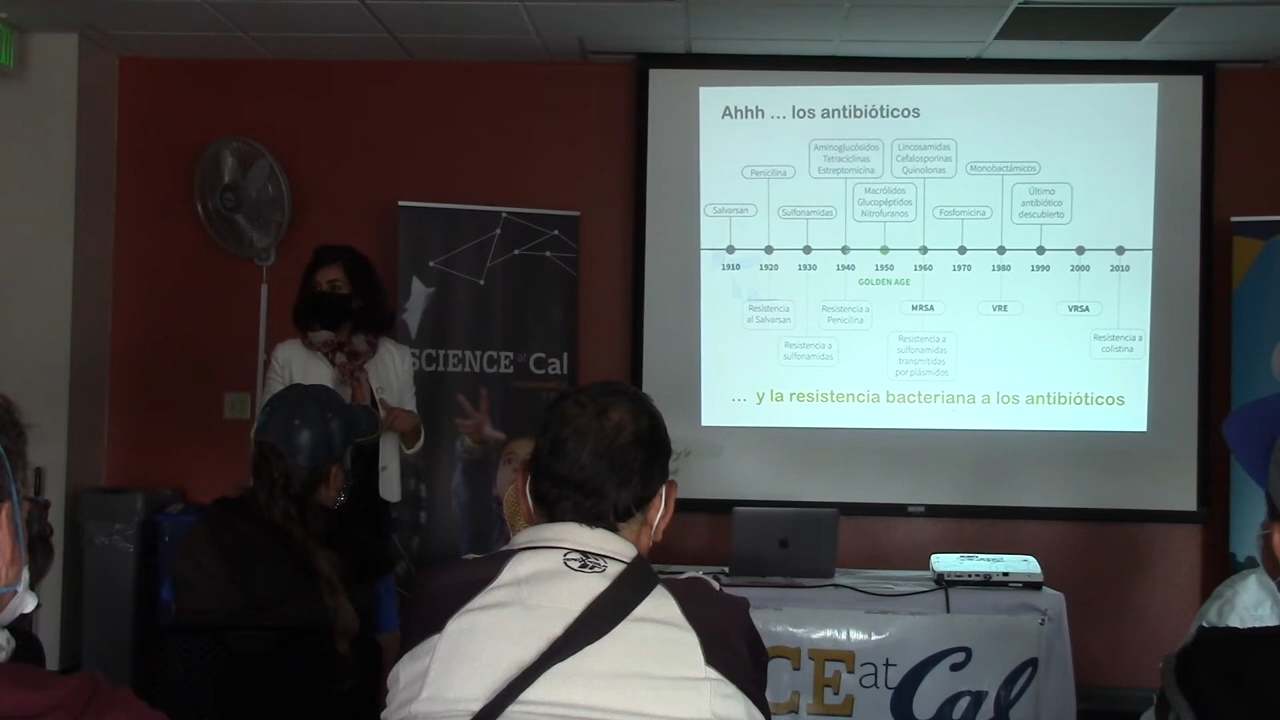 Ahhh ... los antibióticos
Aminoglucósidos
Tetraciclinas
Estreptomicina
Lincosamidas
Cefalosporinas
Quinolonas
Penicilina
Monobactámicos
Macrólidos
Glucopéptidos
Nitrofuranos
Último
antibiótico
descubierto
Salvarsan
Sulfonamidas
Fosfomicina
1910 1920 1930 1940 1950 1960 1970 1980 1990 2000 2010
GOLDEN AGE
Resistencia
al Salvarsan
Resistencia a
Penicilina
MRSA
VRE
VRSA
Resistencia a
sulfonamidas
Resistencia a
sulfonamidas
transmitidas
por plásmidos
Resistencia a
colistina
... y la resistencia bacteriana a los antibióticos
SCIENCE at Cal
CE at Cal